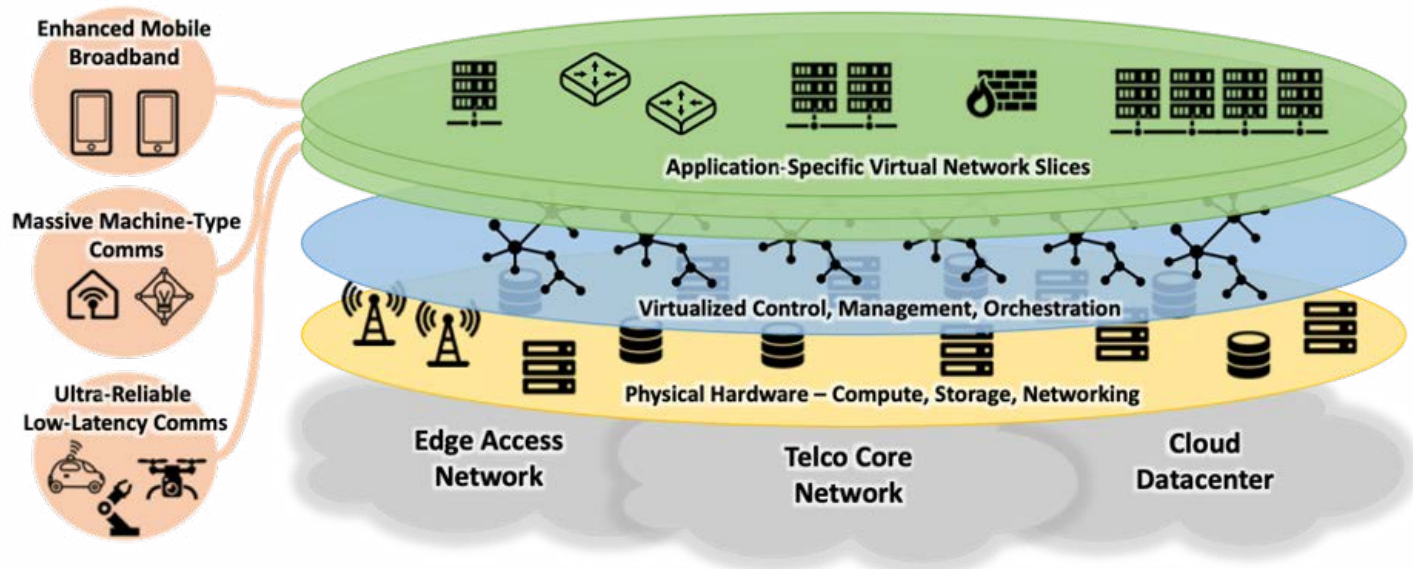 Enhanced Mobile
Broadband
Massive Machine-Type
Comms
Ultra-Reliable
Low-Latency Comms
Application-Specific Virtual Network Slices
Virtualized Control, Management, Orchestration
Physical Hardware – Compute, Storage, Networking
Edge Access
Network
Telco Core
Network
Cloud
Datacenter